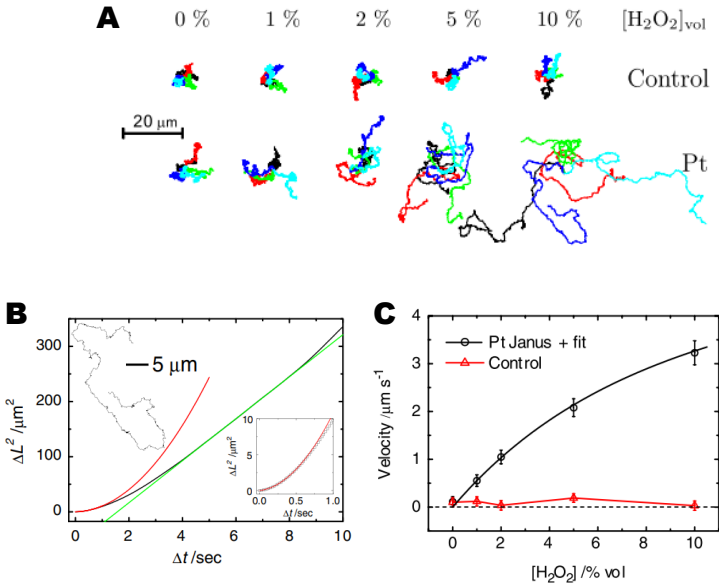 A 0 % 1 % 2 % 5 % 10 % [H₂O₂]vol
Control
20 μm
Pt
B
300
200
100
0
ΔL² /μm²
5 μm
10
5
0
ΔL² /μm²
0.0 0.5 1.0
Δt /sec
0 2 4 6 8 10
Δt /sec
C
4
3
2
1
0
Velocity /μm s⁻¹
Pt Janus + fit
Control
0 2 4 6 8 10
[H₂O₂] /% vol